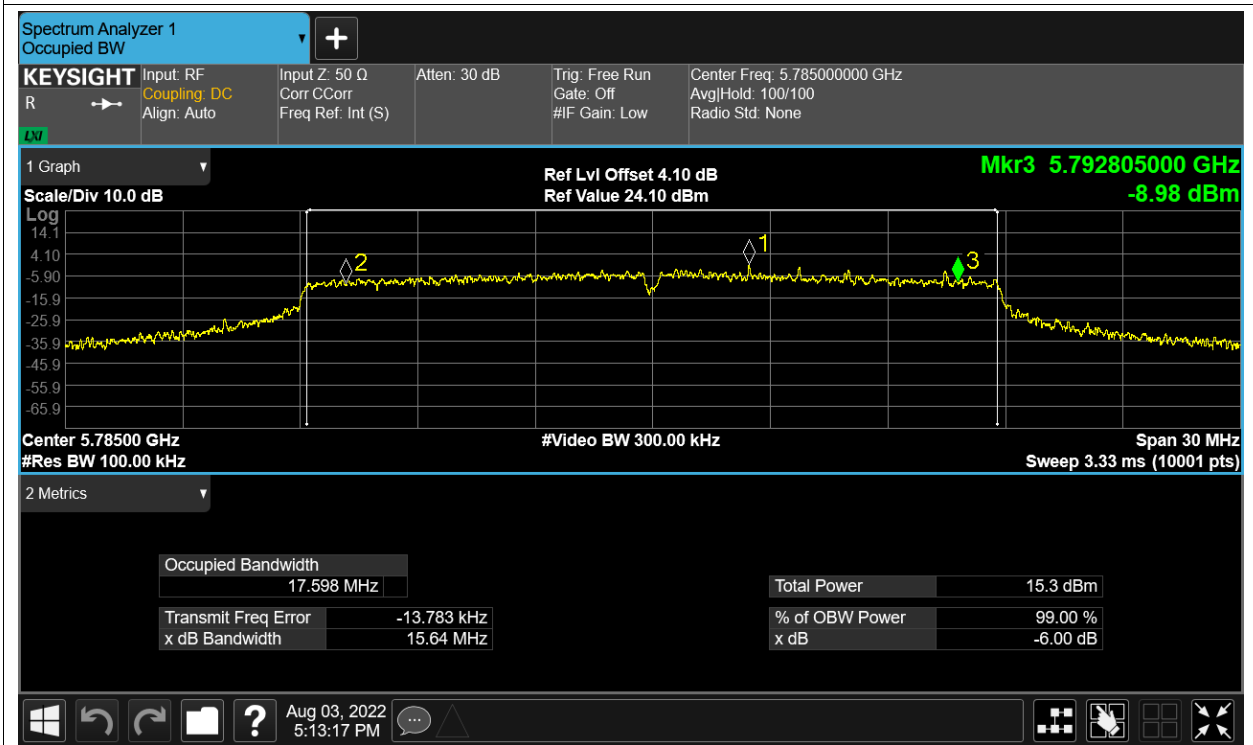 Spectrum Analyzer 1
Occupied BW
KEYSIGHT
R
LXI
Input: RF
Coupling: DC
Align: Auto
Input Z: 50 Ω
Corr CCorr
Freq Ref: Int (S)
Atten: 30 dB
Trig: Free Run
Gate: Off
#IF Gain: Low
Center Freq: 5.785000000 GHz
Avg|Hold: 100/100
Radio Std: None
1 Graph
Scale/Div 10.0 dB
Ref Lvl Offset 4.10 dB
Ref Value 24.10 dBm
Mkr3 5.792805000 GHz
-8.98 dBm
Log
14.1
4.10
-5.90
-15.9
-25.9
-35.9
-45.9
-55.9
-65.9
2
1
3
Center 5.78500 GHz
#Res BW 100.00 kHz
#Video BW 300.00 kHz
Span 30 MHz
Sweep 3.33 ms (10001 pts)
2 Metrics
Occupied Bandwidth
17.598 MHz
Transmit Freq Error -13.783 kHz
x dB Bandwidth 15.64 MHz
Total Power 15.3 dBm
% of OBW Power 99.00 %
x dB -6.00 dB
?
Aug 03, 2022
5:13:17 PM